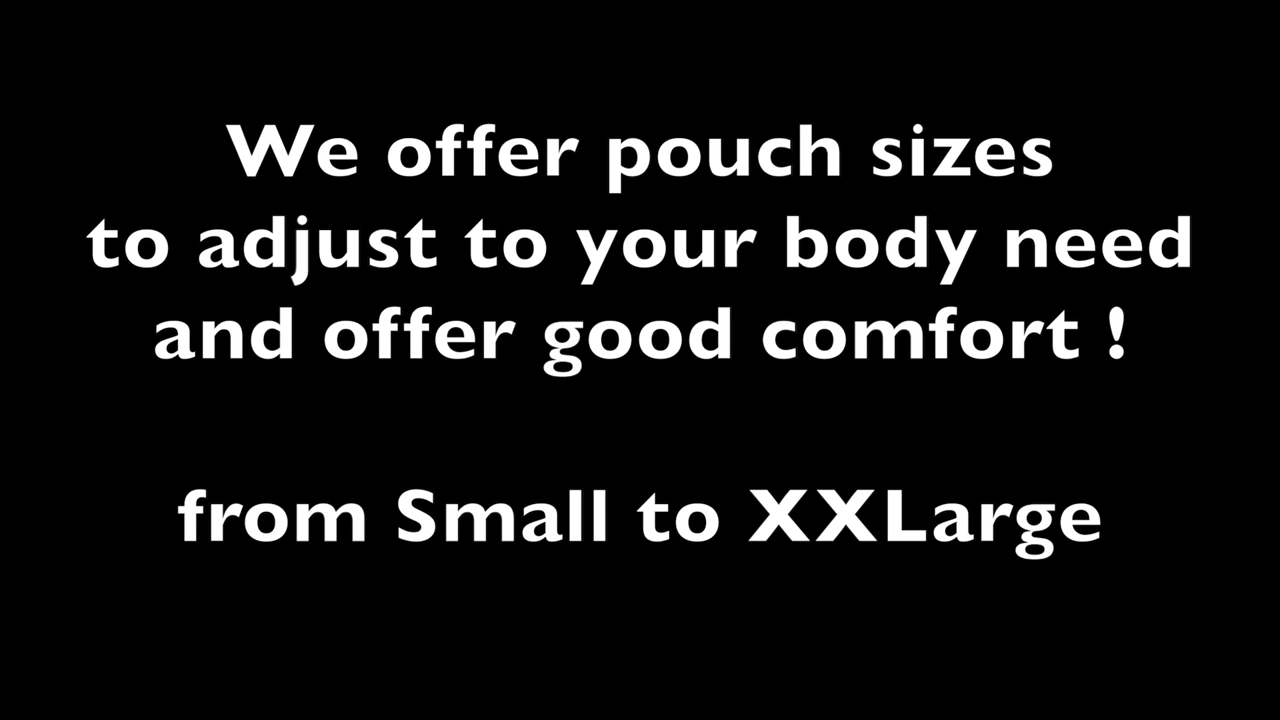 We offer pouch sizes
to adjust to your body need
and offer good comfort !
from Small to XXLarge